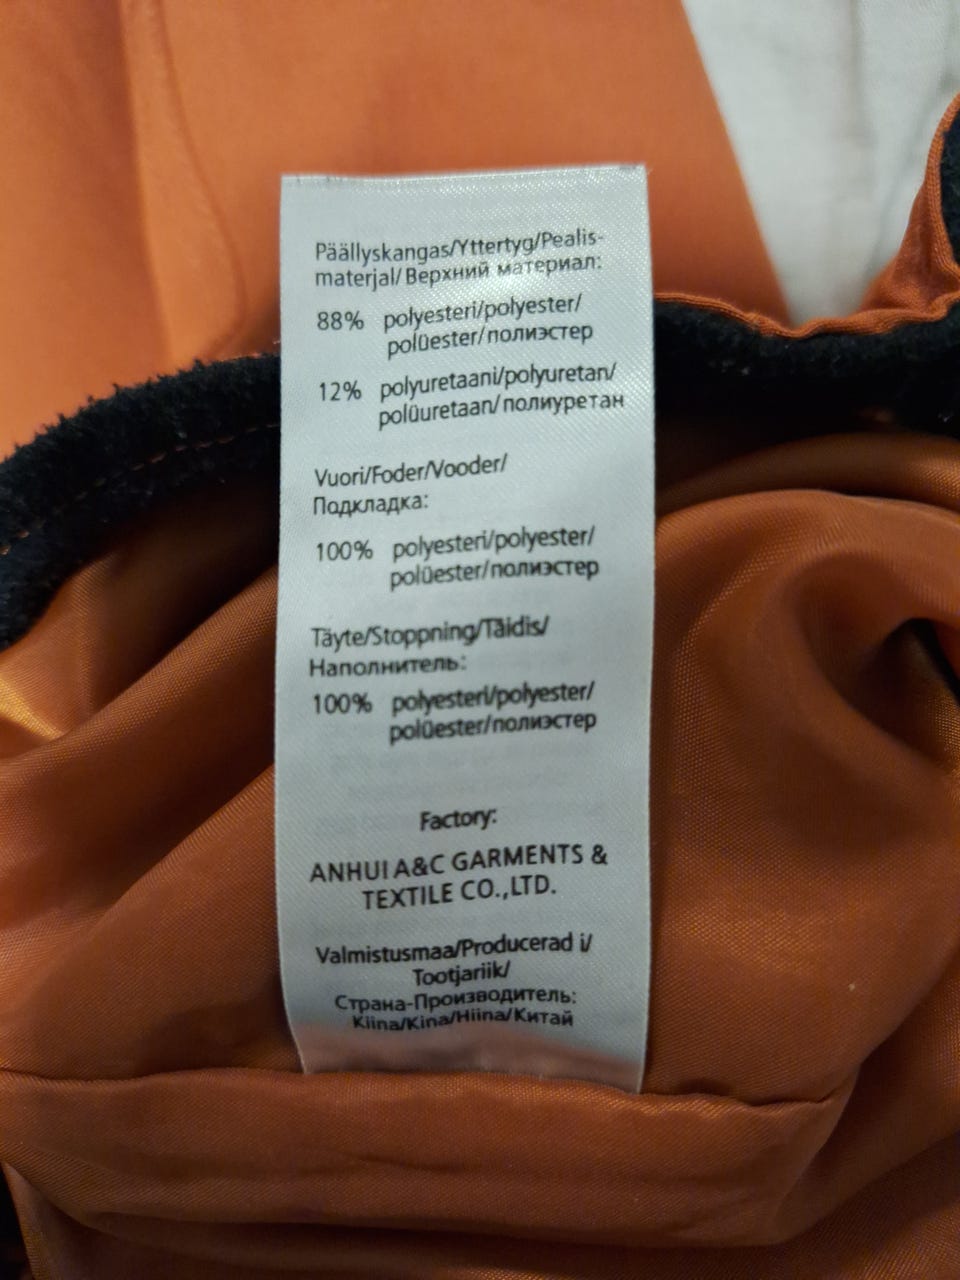 Päällyskangas/Yttertyg/Pealis-
materjal/Верхний материал:
88% polyesteri/polyester/
polüester/полиэстер
12% polyuretaani/polyuretan/
polüuretaan/полиуретан
Vuori/Foder/Vooder/
Подкладка:
100% polyesteri/polyester/
polüester/полиэстер
Täyte/Stoppning/Täidis/
Наполнитель:
100% polyesteri/polyester/
polüester/полиэстер
Factory:
ANHUI A&C GARMENTS &
TEXTILE CO.,LTD.
Valmistusmaa/Producerad i/
Tootjariik/
Страна-Производитель:
Kiina/Kina/Hiina/Китай